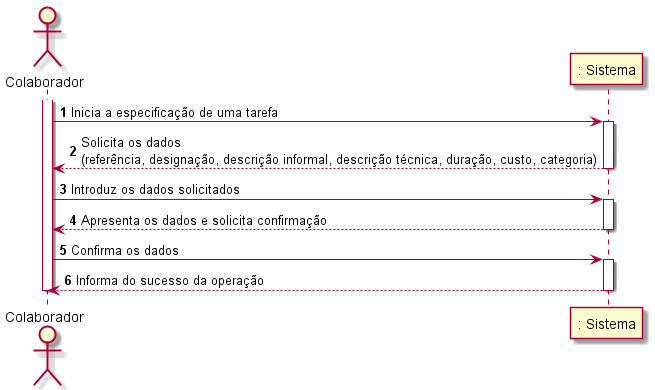 Colaborador
: Sistema
1 Inicia a especificação de uma tarefa
2 Solicita os dados
(referência, designação, descrição informal, descrição técnica, duração, custo, categoria)
3 Introduz os dados solicitados
4 Apresenta os dados e solicita confirmação
5 Confirma os dados
6 Informa do sucesso da operação
Colaborador
: Sistema